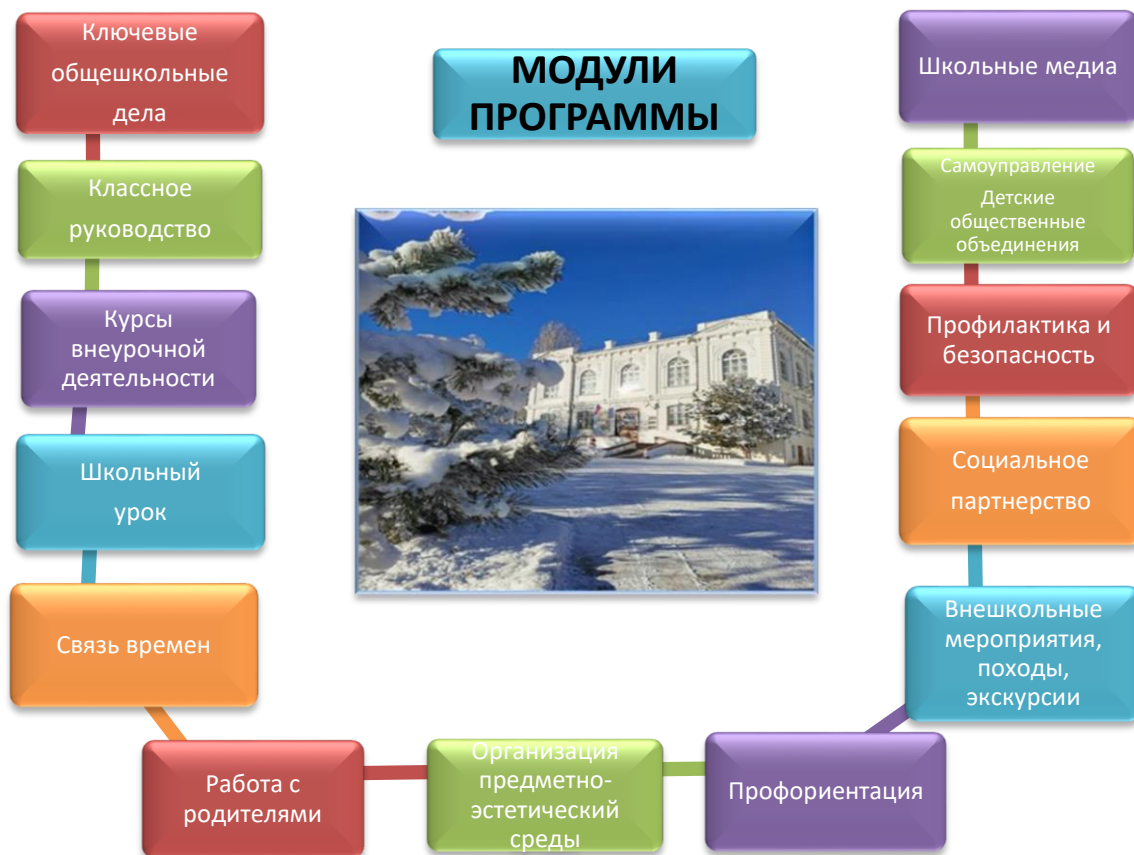 МОДУЛИ
ПРОГРАММЫ
Ключевые
общешкольные
дела
Классное
руководство
Курсы
внеурочной
деятельности
Школьный
урок
Связь времен
Работа с
родителями
Организация
предметно-
эстетический
среды
Профориентация
Внешкольные
мероприятия,
походы,
экскурсии
Социальное
партнерство
Профилактика и
безопасность
Самоуправление
Детские
общественные
объединения
Школьные медиа